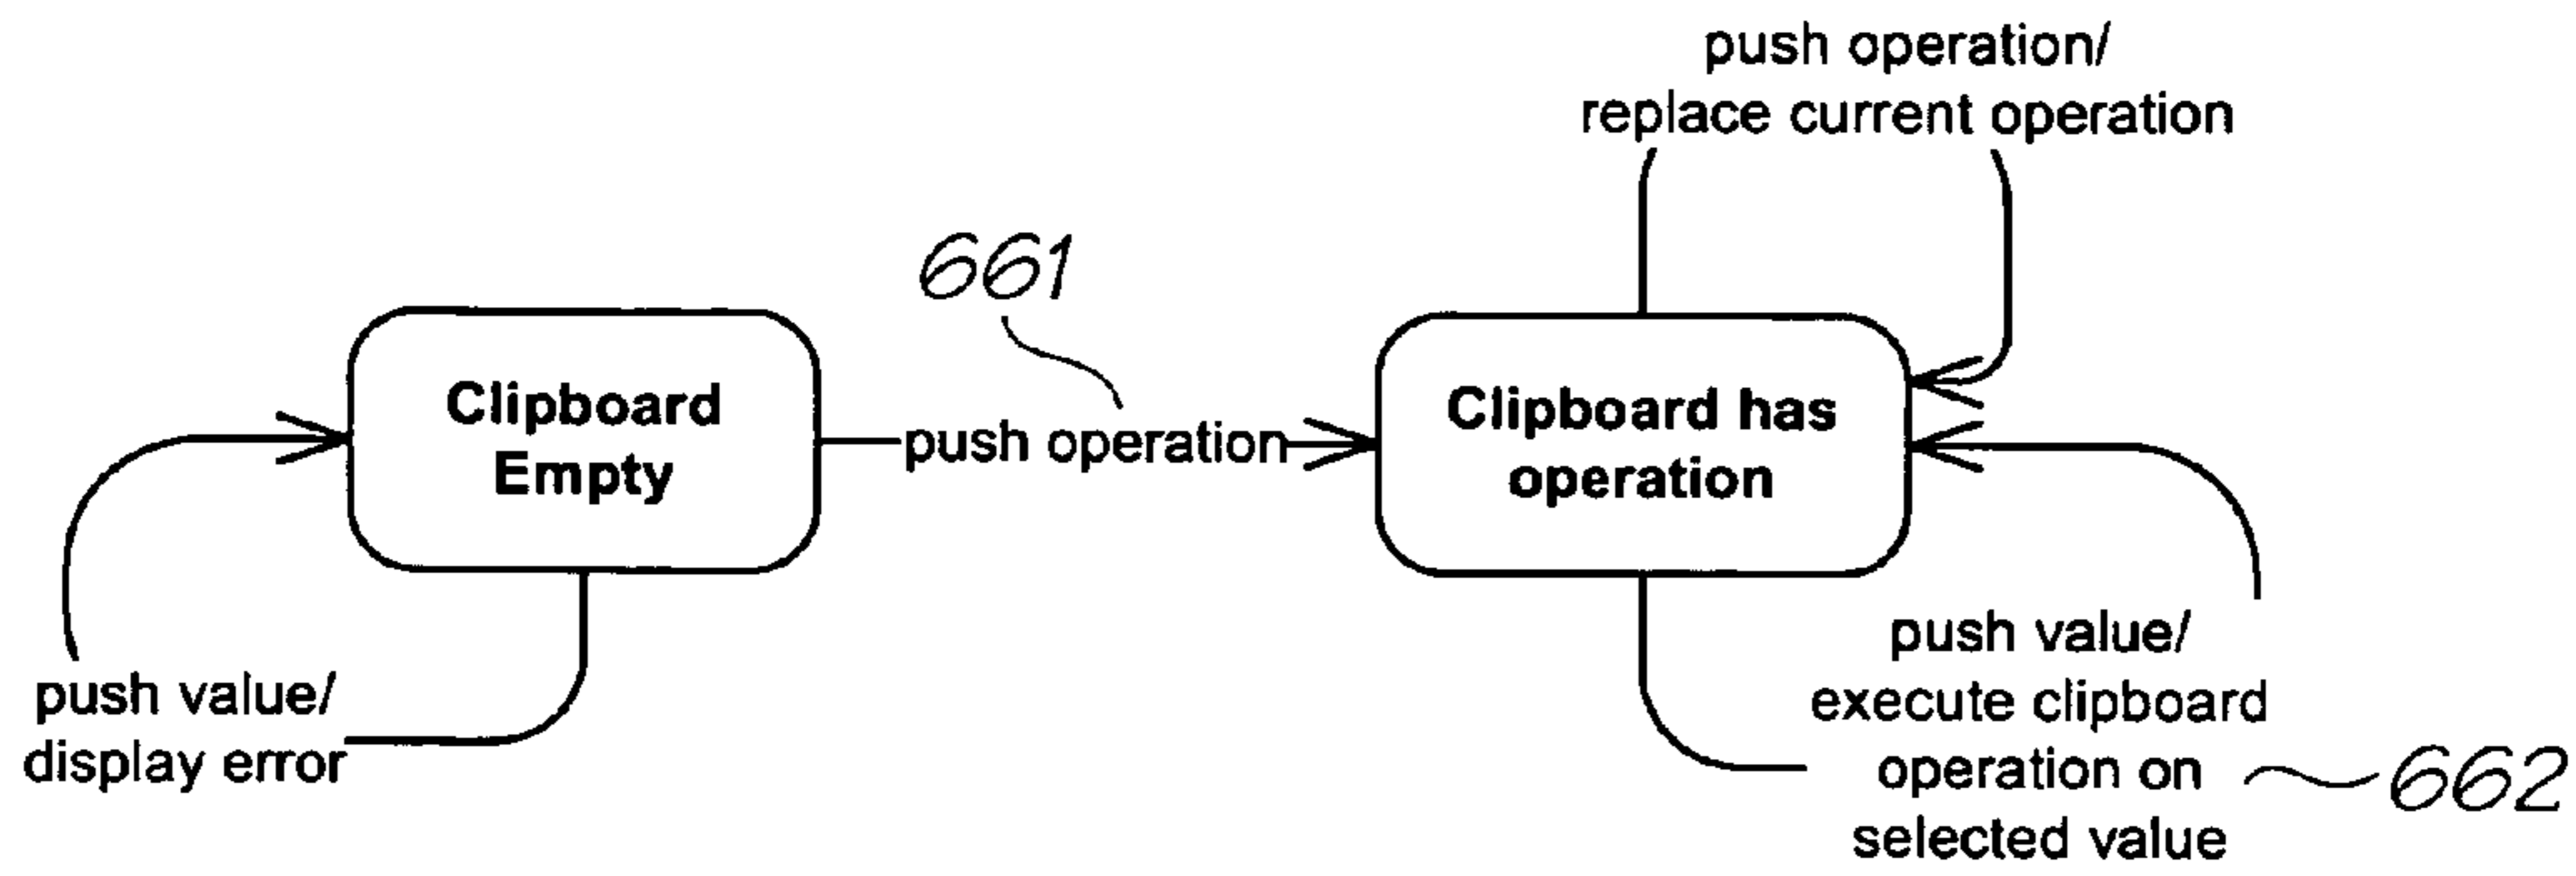 push operation/
replace current operation
661
Clipboard
Empty
push operation
Clipboard has
operation
push value/
display error
push value/
execute clipboard
operation on
selected value
662